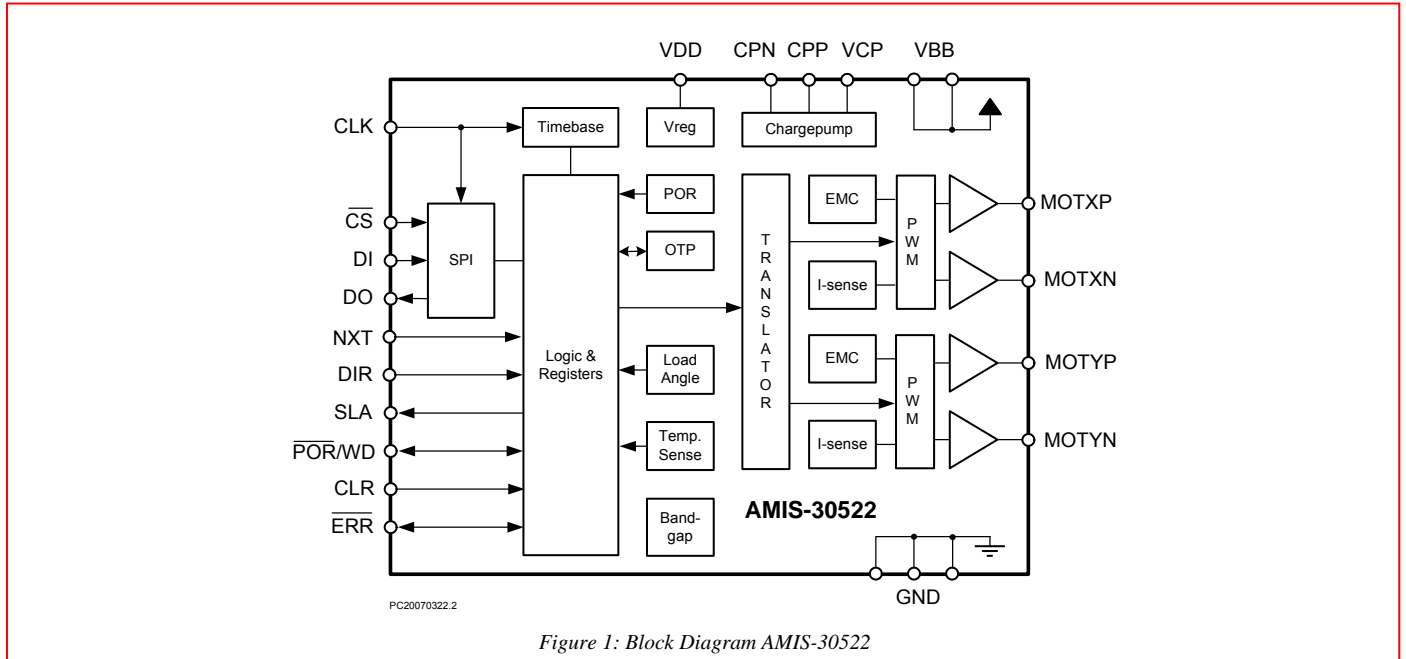 VDD CPN CPP VCP VBB
CLK
Timebase
Vreg
Chargepump
CS
DI
DO
SPI
NXT
DIR
SLA
POR/WD
CLR
ERR
Logic &
Registers
POR
OTP
Load
Angle
Temp.
Sense
Band-
gap
TRANSLATOR
EMC
I-sense
PWM
EMC
I-sense
PWM
MOTXP
MOTXN
MOTYP
MOTYN
AMIS-30522
GND
PC20070322.2
Figure 1: Block Diagram AMIS-30522